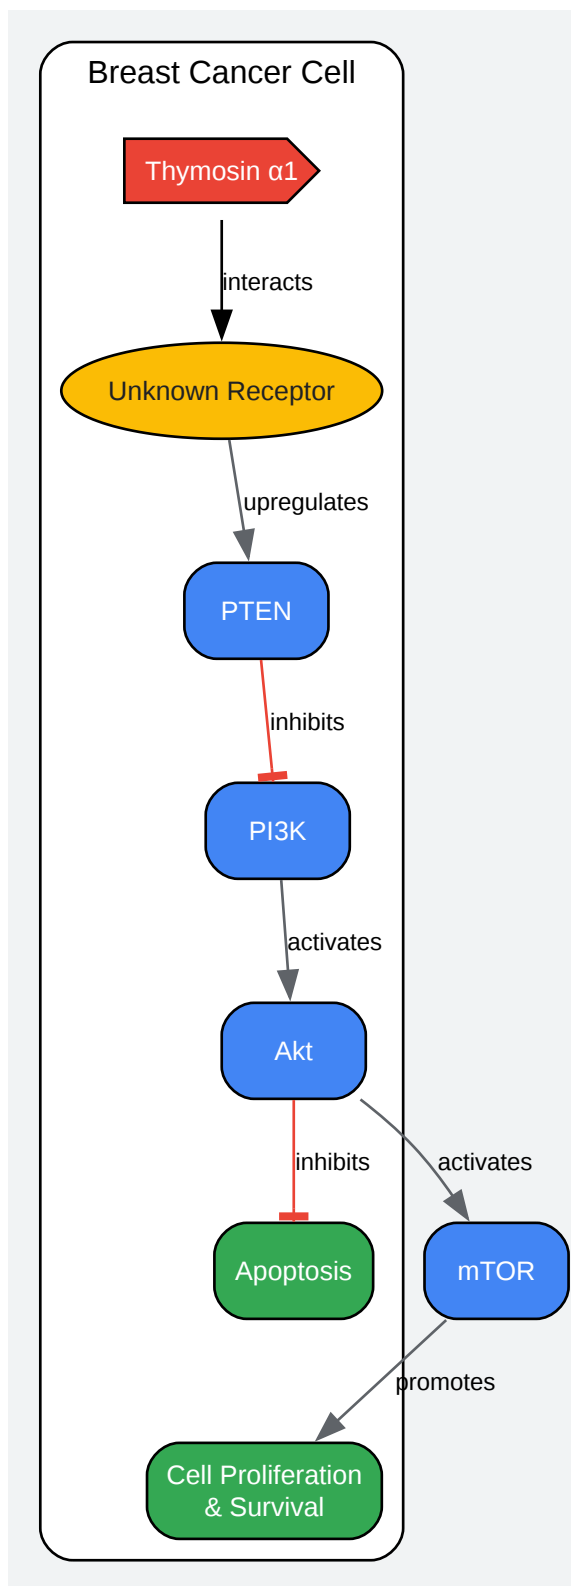 Breast Cancer Cell
Thymosin α1
interacts
Unknown Receptor
upregulates
PTEN
inhibits
PI3K
activates
Akt
inhibits
activates
Apoptosis
mTOR
promotes
Cell Proliferation
& Survival